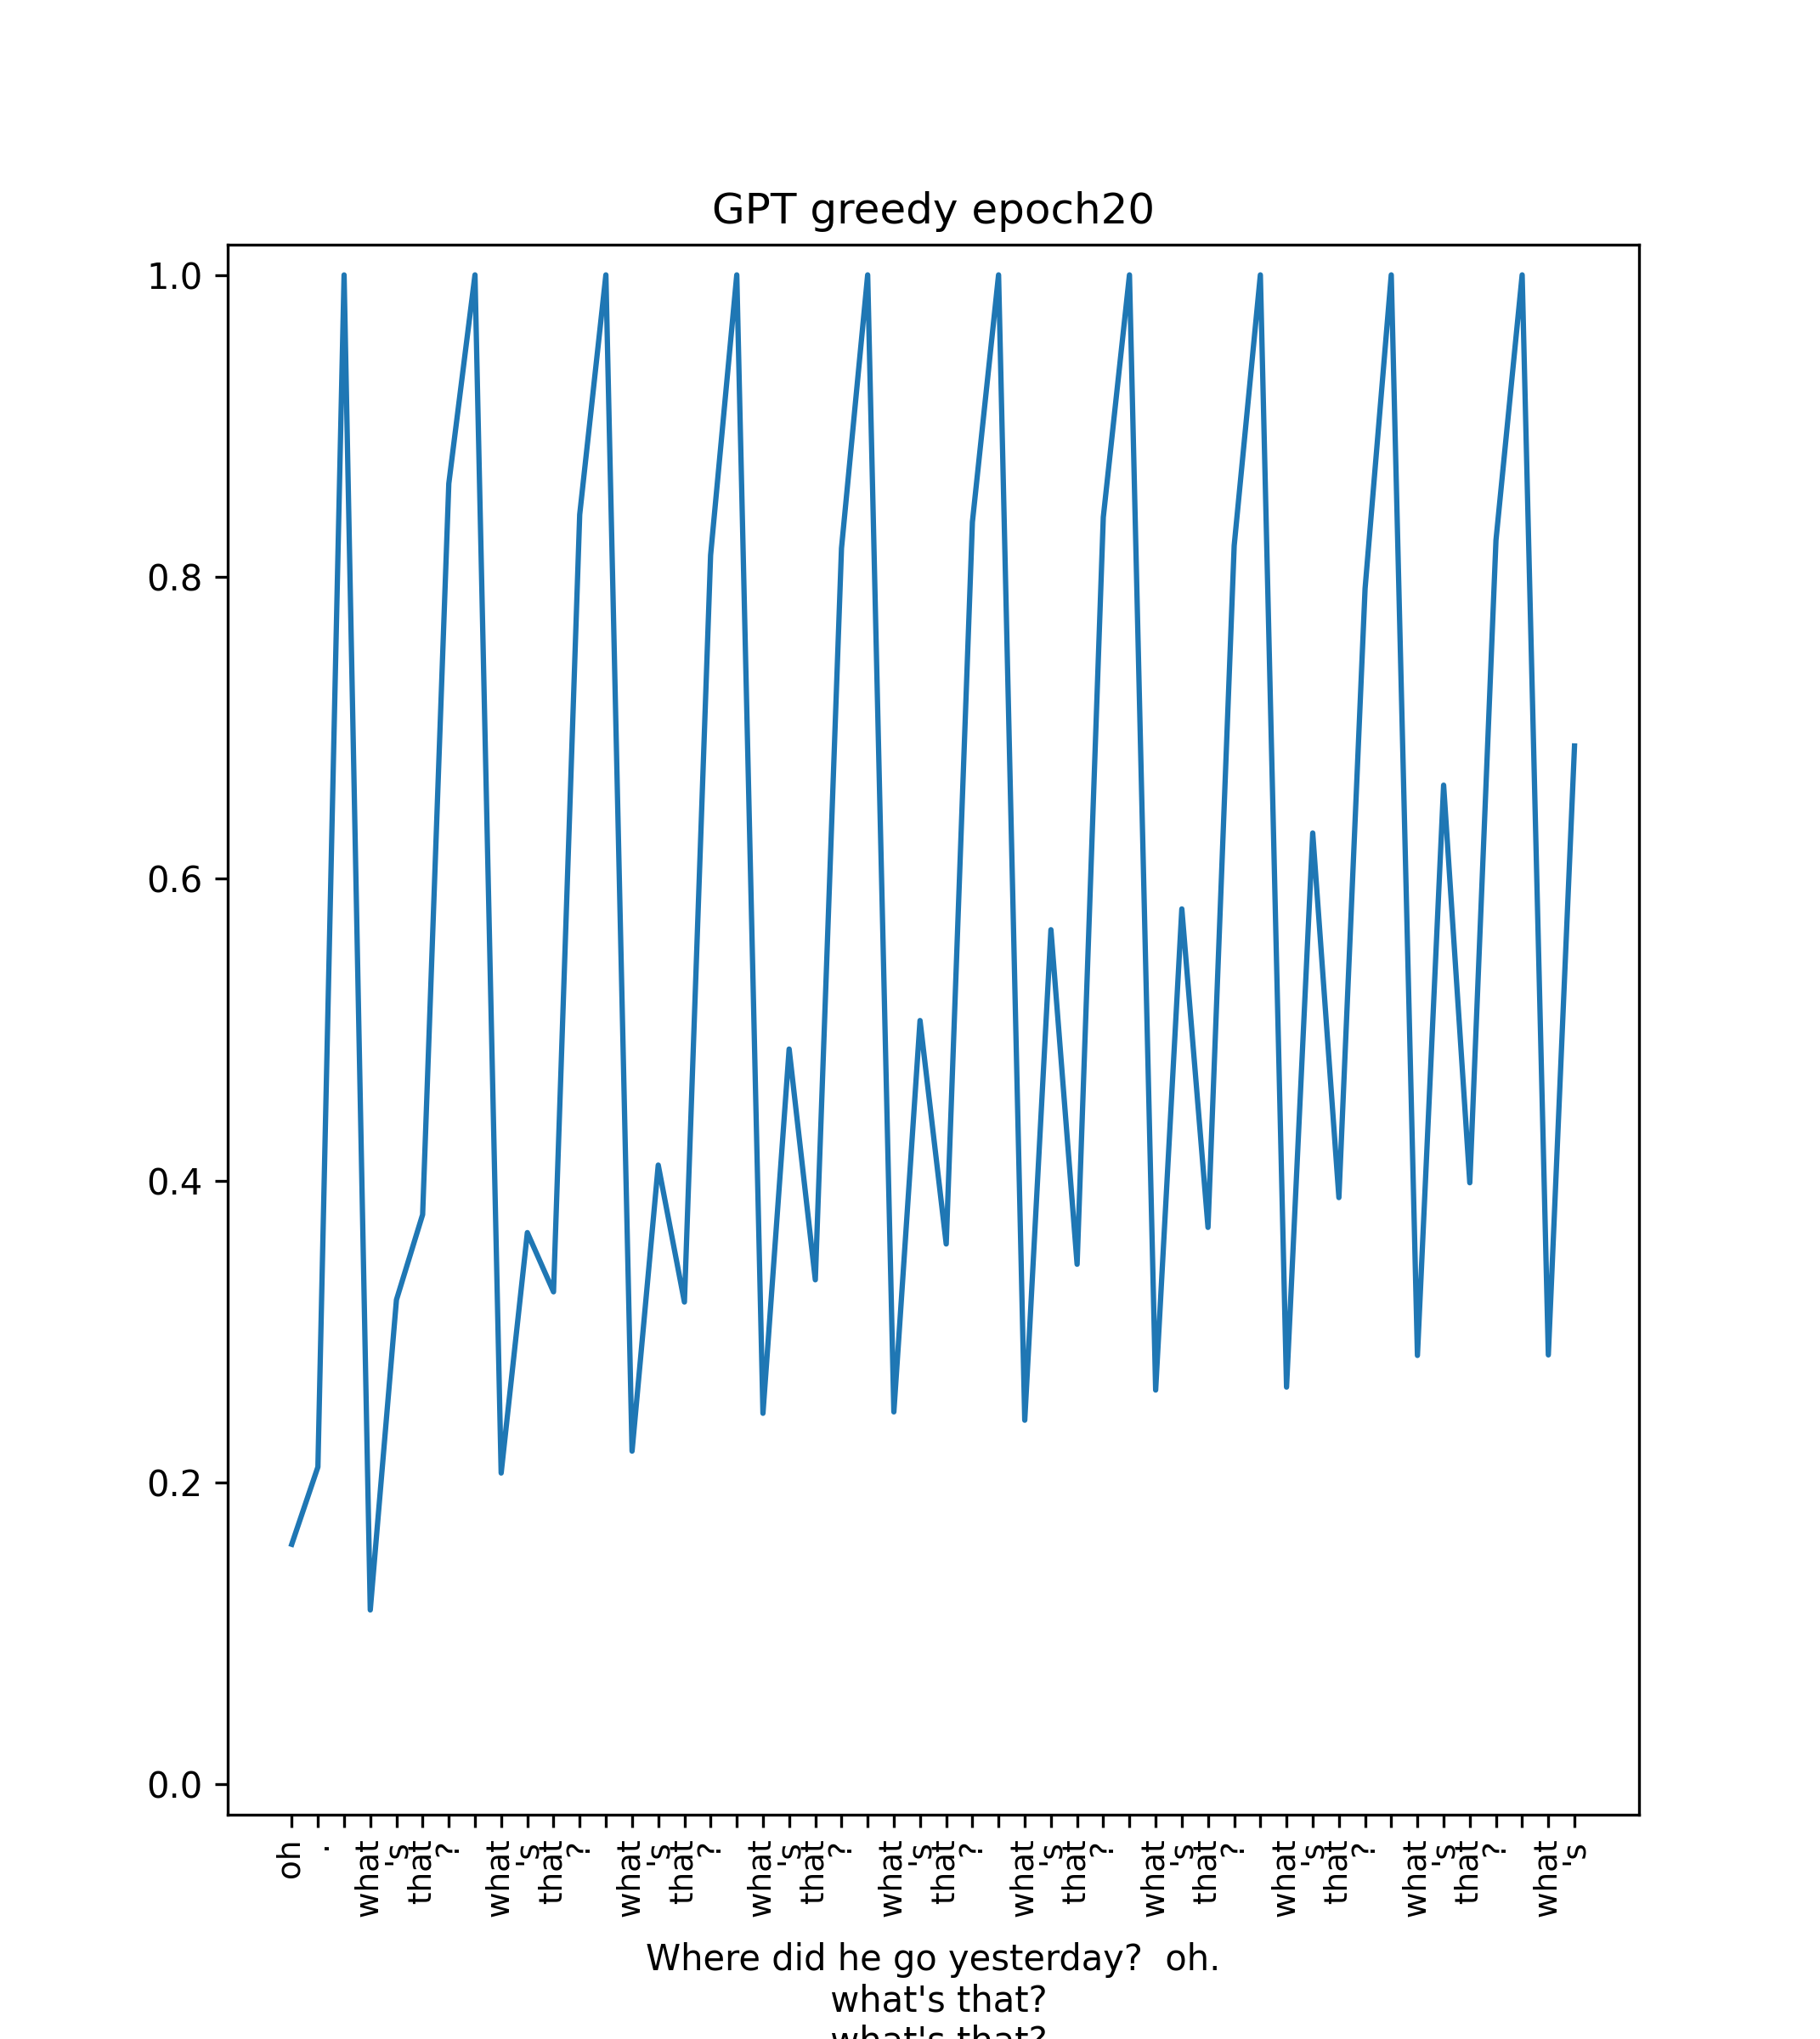 GPT greedy epoch20
1.0
0.8
0.6
0.4
0.2
0.0
oh . what 's that ? what 's that ? what 's that ? what 's that ? what 's that ? what 's that ? what 's that ? what 's that ? what 's that ? what 's
Where did he go yesterday?  oh.
what's that?
what's that?